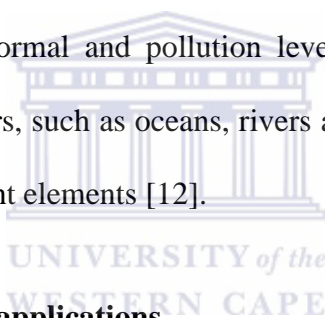 ormal and pollution leve
rs, such as oceans, rivers a
nt elements [12].
UNIVERSITY of the
WESTERN CAPE
applications